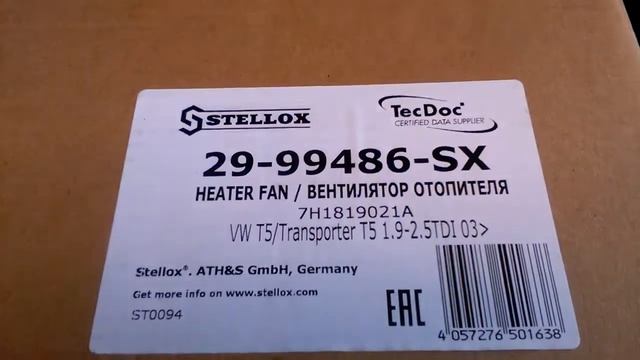 STELLOX
TecDoc
CERTIFIED DATA SUPPLIER
29-99486-SX
HEATER FAN / ВЕНТИЛЯТОР ОТОПИТЕЛЯ
7H1819021A
VW T5/Transporter T5 1.9-2.5TDI 03>
Stellox®. ATH&S GmbH, Germany
Get more info on www.stellox.com
ST0094
EAC
4 057276 501638